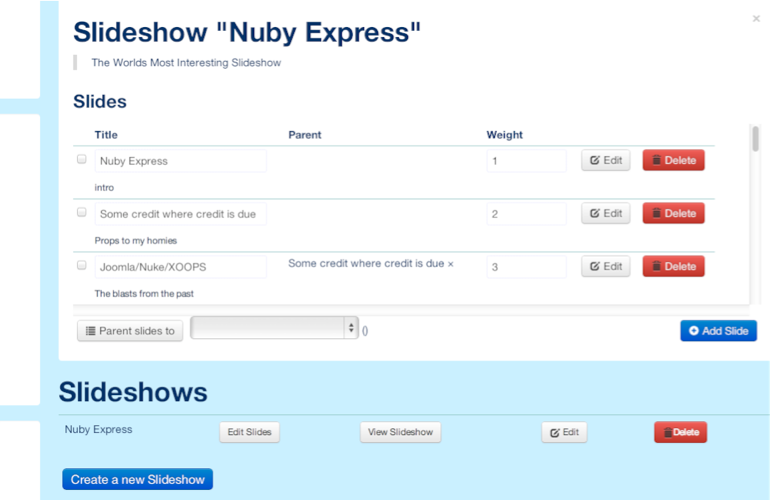 Slideshow "Nuby Express"
×
The Worlds Most Interesting Slideshow
Slides
Title Parent Weight
Nuby Express 1 Edit Delete
intro
Some credit where credit is due 2 Edit Delete
Props to my homies
Joomla/Nuke/XOOPS Some credit where credit is due × 3 Edit Delete
The blasts from the past
Parent slides to () Add Slide
Slideshows
Nuby Express Edit Slides View Slideshow Edit Delete
Create a new Slideshow